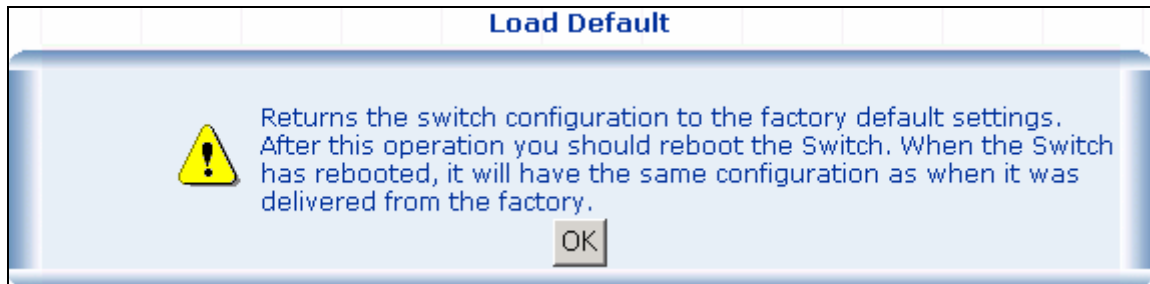 Load Default
Returns the switch configuration to the factory default settings.
After this operation you should reboot the Switch. When the Switch
has rebooted, it will have the same configuration as when it was
delivered from the factory.
OK